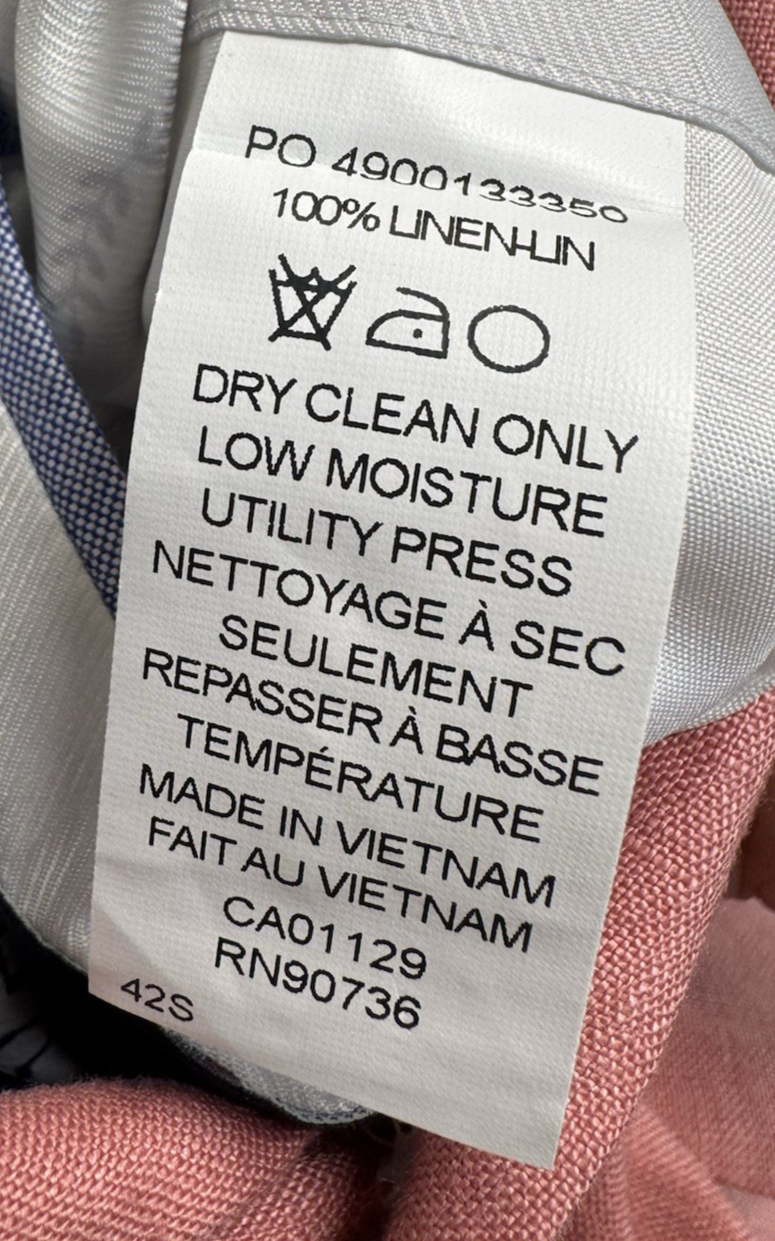 PO 4900133350
100% LINEN-LIN
DRY CLEAN ONLY
LOW MOISTURE
UTILITY PRESS
NETTOYAGE À SEC
SEULEMENT
REPASSER À BASSE
TEMPÉRATURE
MADE IN VIETNAM
FAIT AU VIETNAM
CA01129
RN90736
42S